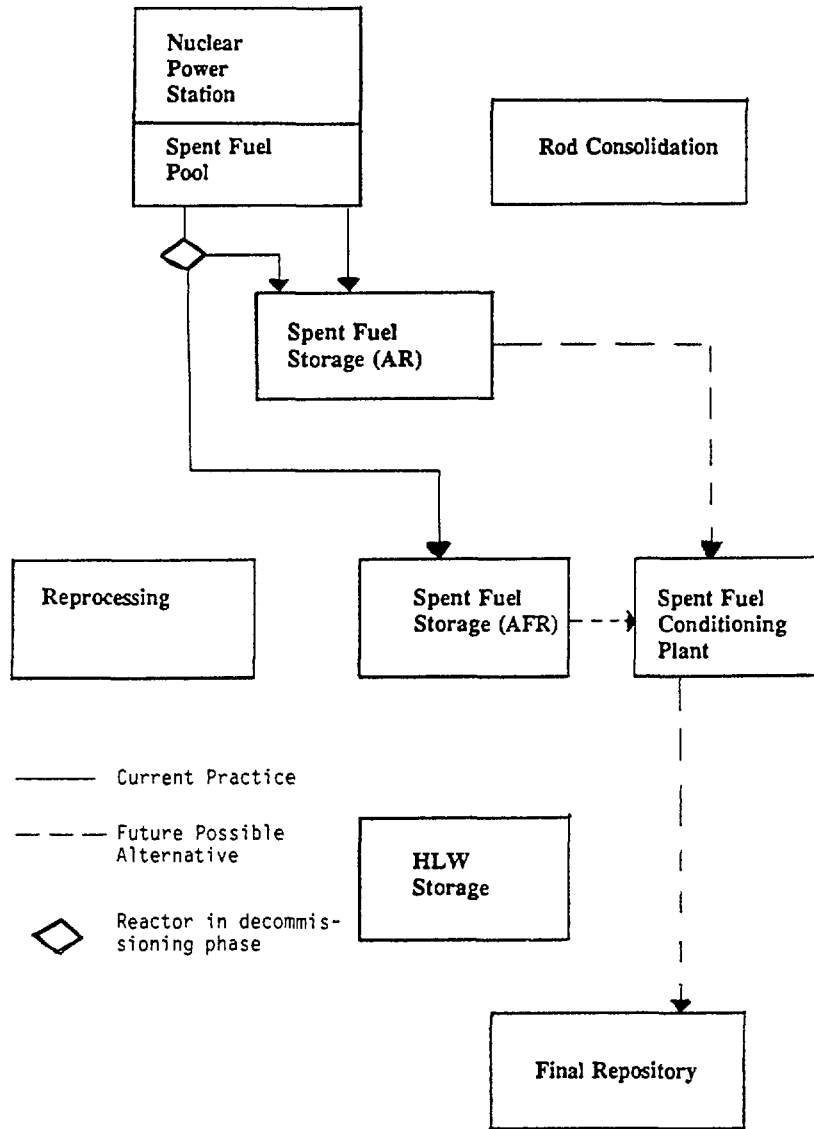 Nuclear
Power
Station
Spent Fuel
Pool
Rod Consolidation
Spent Fuel
Storage (AR)
Reprocessing
Spent Fuel
Storage (AFR)
Spent Fuel
Conditioning
Plant
Current Practice
Future Possible
Alternative
Reactor in decommis-
sioning phase
HLW
Storage
Final Repository